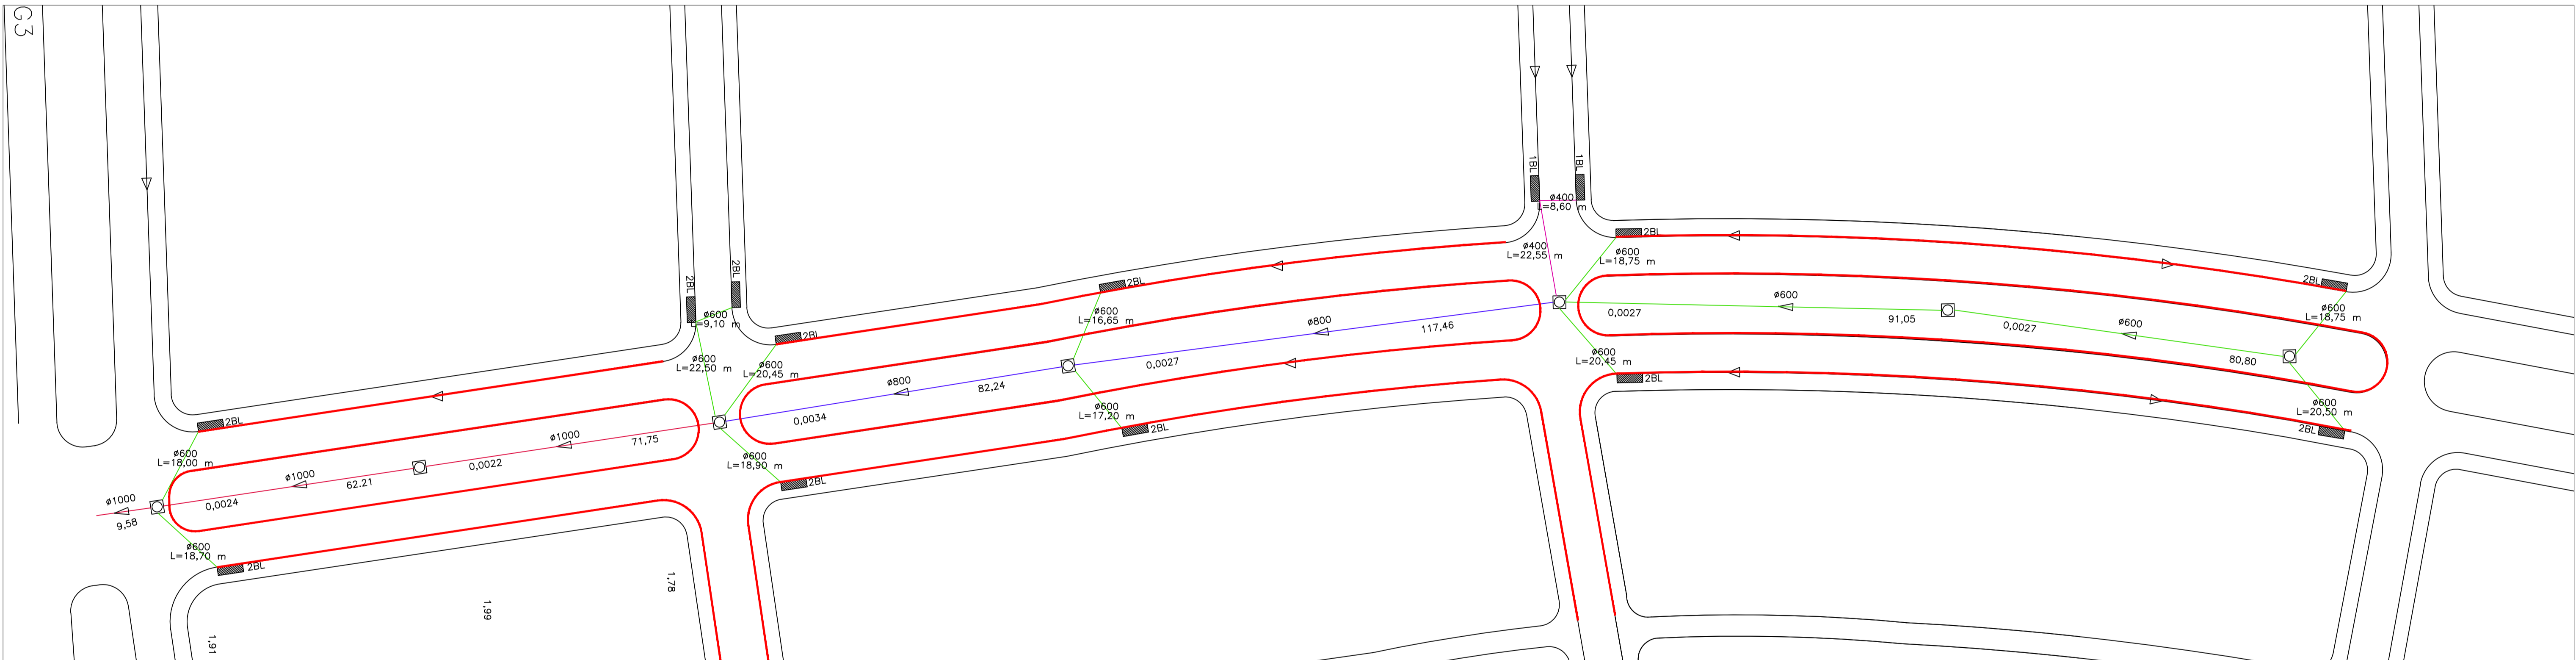 G3
ø1000
9,58
ø600
L=18,00 m
2BL
0,0024
ø1000
62.21
ø600
L=18,70 m
2BL
0,0022
ø1000
71,75
1,91
1,99
1,78
2BL
2BL
ø600
L=9,10 m
ø600
L=22,50 m
2BL
ø600
L=20,45 m
ø600
L=18,90 m
2BL
0,0034
ø800
82,24
2BL
ø600
L=16,65 m
ø600
L=17,20 m
2BL
0,0027
ø800
117,46
1BL
1BL
ø400
L=8,60 m
ø400
L=22,55 m
2BL
ø600
L=18,75 m
ø600
L=20,45 m
2BL
0,0027
ø600
91,05
0,0027
ø600
80,80
2BL
ø600
L=18,75 m
ø600
L=20,50 m
2BL